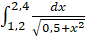 ∫_{1,2}^{2,4} dx / √(0,5+x²)